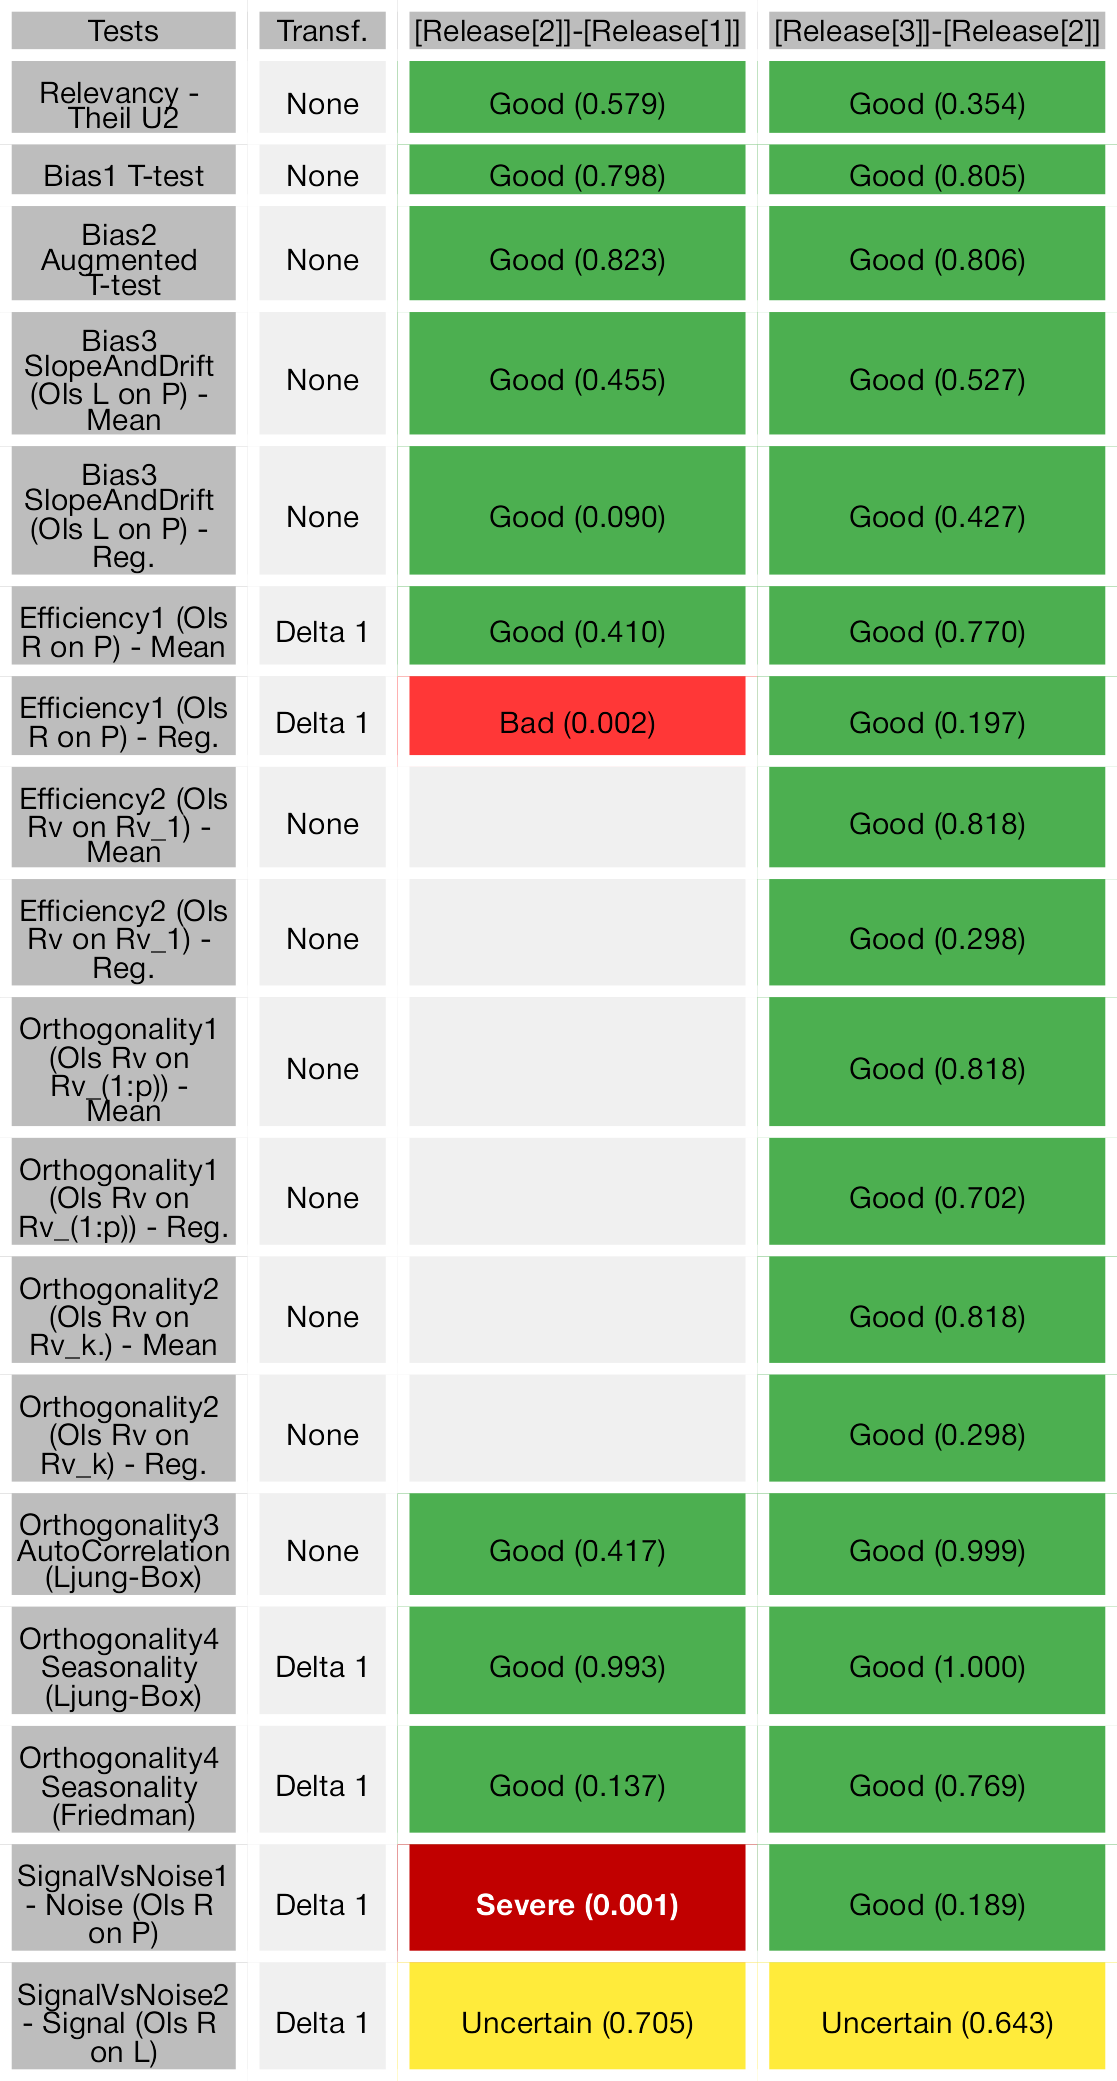 Tests Transf. [Release[2]]-[Release[1]] [Release[3]]-[Release[2]]
Relevancy -
Theil U2
None Good (0.579) Good (0.354)
Bias1 T-test None Good (0.798) Good (0.805)
Bias2
Augmented
T-test
None Good (0.823) Good (0.806)
Bias3
SlopeAndDrift
(Ols L on P) -
Mean
None Good (0.455) Good (0.527)
Bias3
SlopeAndDrift
(Ols L on P) -
Reg.
None Good (0.090) Good (0.427)
Efficiency1 (Ols
R on P) - Mean
Delta 1 Good (0.410) Good (0.770)
Efficiency1 (Ols
R on P) - Reg.
Delta 1 Bad (0.002) Good (0.197)
Efficiency2 (Ols
Rv on Rv_1) -
Mean
None Good (0.818)
Efficiency2 (Ols
Rv on Rv_1) -
Reg.
None Good (0.298)
Orthogonality1
(Ols Rv on
Rv_(1:p)) -
Mean
None Good (0.818)
Orthogonality1
(Ols Rv on
Rv_(1:p)) - Reg.
None Good (0.702)
Orthogonality2
(Ols Rv on
Rv_k.) - Mean
None Good (0.818)
Orthogonality2
(Ols Rv on
Rv_k) - Reg.
None Good (0.298)
Orthogonality3
AutoCorrelation
(Ljung-Box)
None Good (0.417) Good (0.999)
Orthogonality4
Seasonality
(Ljung-Box)
Delta 1 Good (0.993) Good (1.000)
Orthogonality4
Seasonality
(Friedman)
Delta 1 Good (0.137) Good (0.769)
SignalVsNoise1
- Noise (Ols R
on P)
Delta 1 Severe (0.001) Good (0.189)
SignalVsNoise2
- Signal (Ols R
on L)
Delta 1 Uncertain (0.705) Uncertain (0.643)